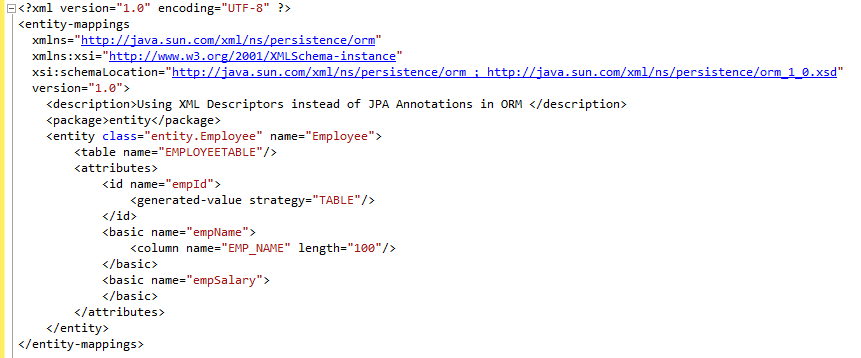 <?xml version="1.0" encoding="UTF-8" ?>
<entity-mappings
  xmlns="http://java.sun.com/xml/ns/persistence/orm"
  xmlns:xsi="http://www.w3.org/2001/XMLSchema-instance"
  xsi:schemaLocation="http://java.sun.com/xml/ns/persistence/orm ; http://java.sun.com/xml/ns/persistence/orm_1_0.xsd"
  version="1.0">
    <description>Using XML Descriptors instead of JPA Annotations in ORM </description>
    <package>entity</package>
    <entity class="entity.Employee" name="Employee">
        <table name="EMPLOYEETABLE"/>
        <attributes>
            <id name="empId">
                <generated-value strategy="TABLE"/>
            </id>
            <basic name="empName">
                <column name="EMP_NAME" length="100"/>
            </basic>
            <basic name="empSalary">
            </basic>
        </attributes>
    </entity>
</entity-mappings>